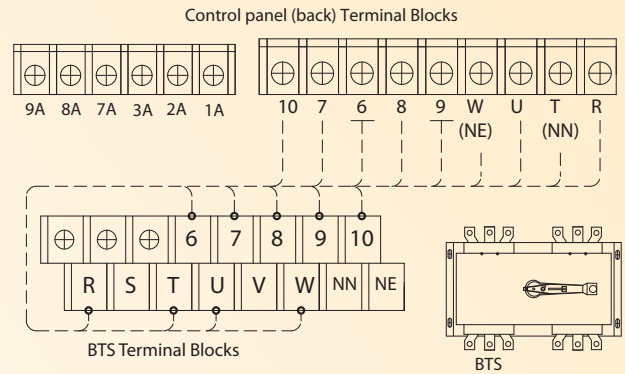 Control panel (back) Terminal Blocks
9A 8A 7A 3A 2A 1A
10 7 6 8 9 W U T R
(NE) (NN)
6 7 8 9 10
R S T U V W NN NE
BTS Terminal Blocks
BTS